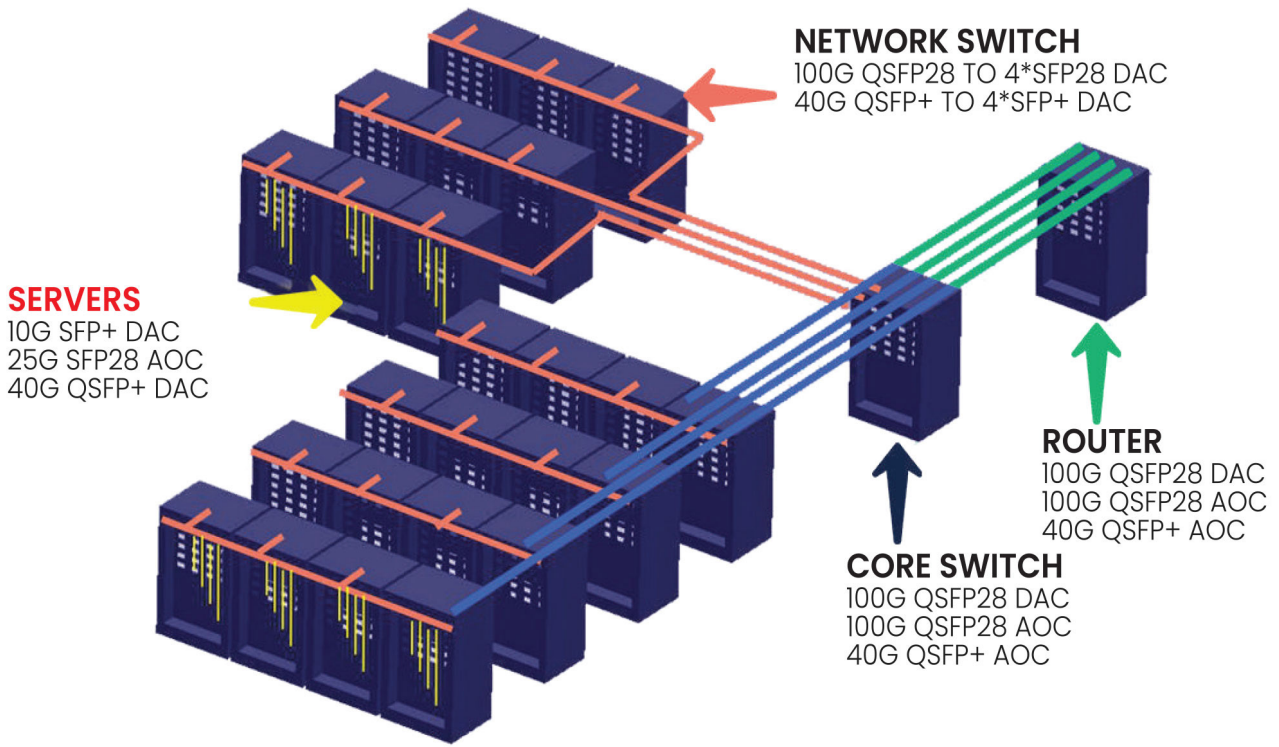 NETWORK SWITCH
100G QSFP28 TO 4*SFP28 DAC
40G QSFP+ TO 4*SFP+ DAC
SERVERS
10G SFP+ DAC
25G SFP28 AOC
40G QSFP+ DAC
ROUTER
100G QSFP28 DAC
100G QSFP28 AOC
40G QSFP+ AOC
CORE SWITCH
100G QSFP28 DAC
100G QSFP28 AOC
40G QSFP+ AOC